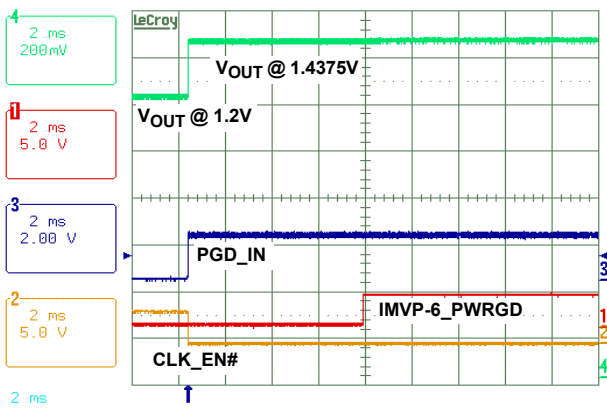 4
2 ms
200mV
1
2 ms
5.0 V
3
2 ms
2.00 V
2
2 ms
5.0 V
2 ms
LeCroy
VOUT @ 1.4375V
VOUT @ 1.2V
PGD_IN
IMVP-6_PWRGD
CLK_EN#
3
1
2
4